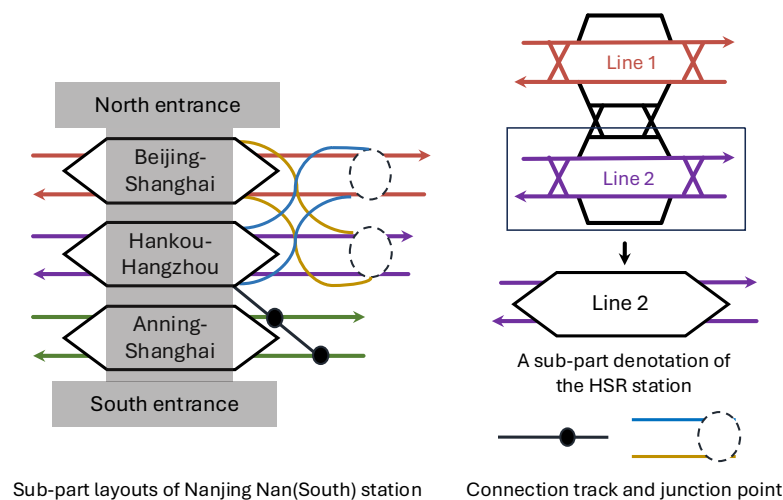 North entrance
Beijing-
Shanghai
Hankou-
Hangzhou
Anning-
Shanghai
South entrance
Sub-part layouts of Nanjing Nan(South) station
Line 1
Line 2
Line 2
A sub-part denotation of
the HSR station
Connection track and junction point